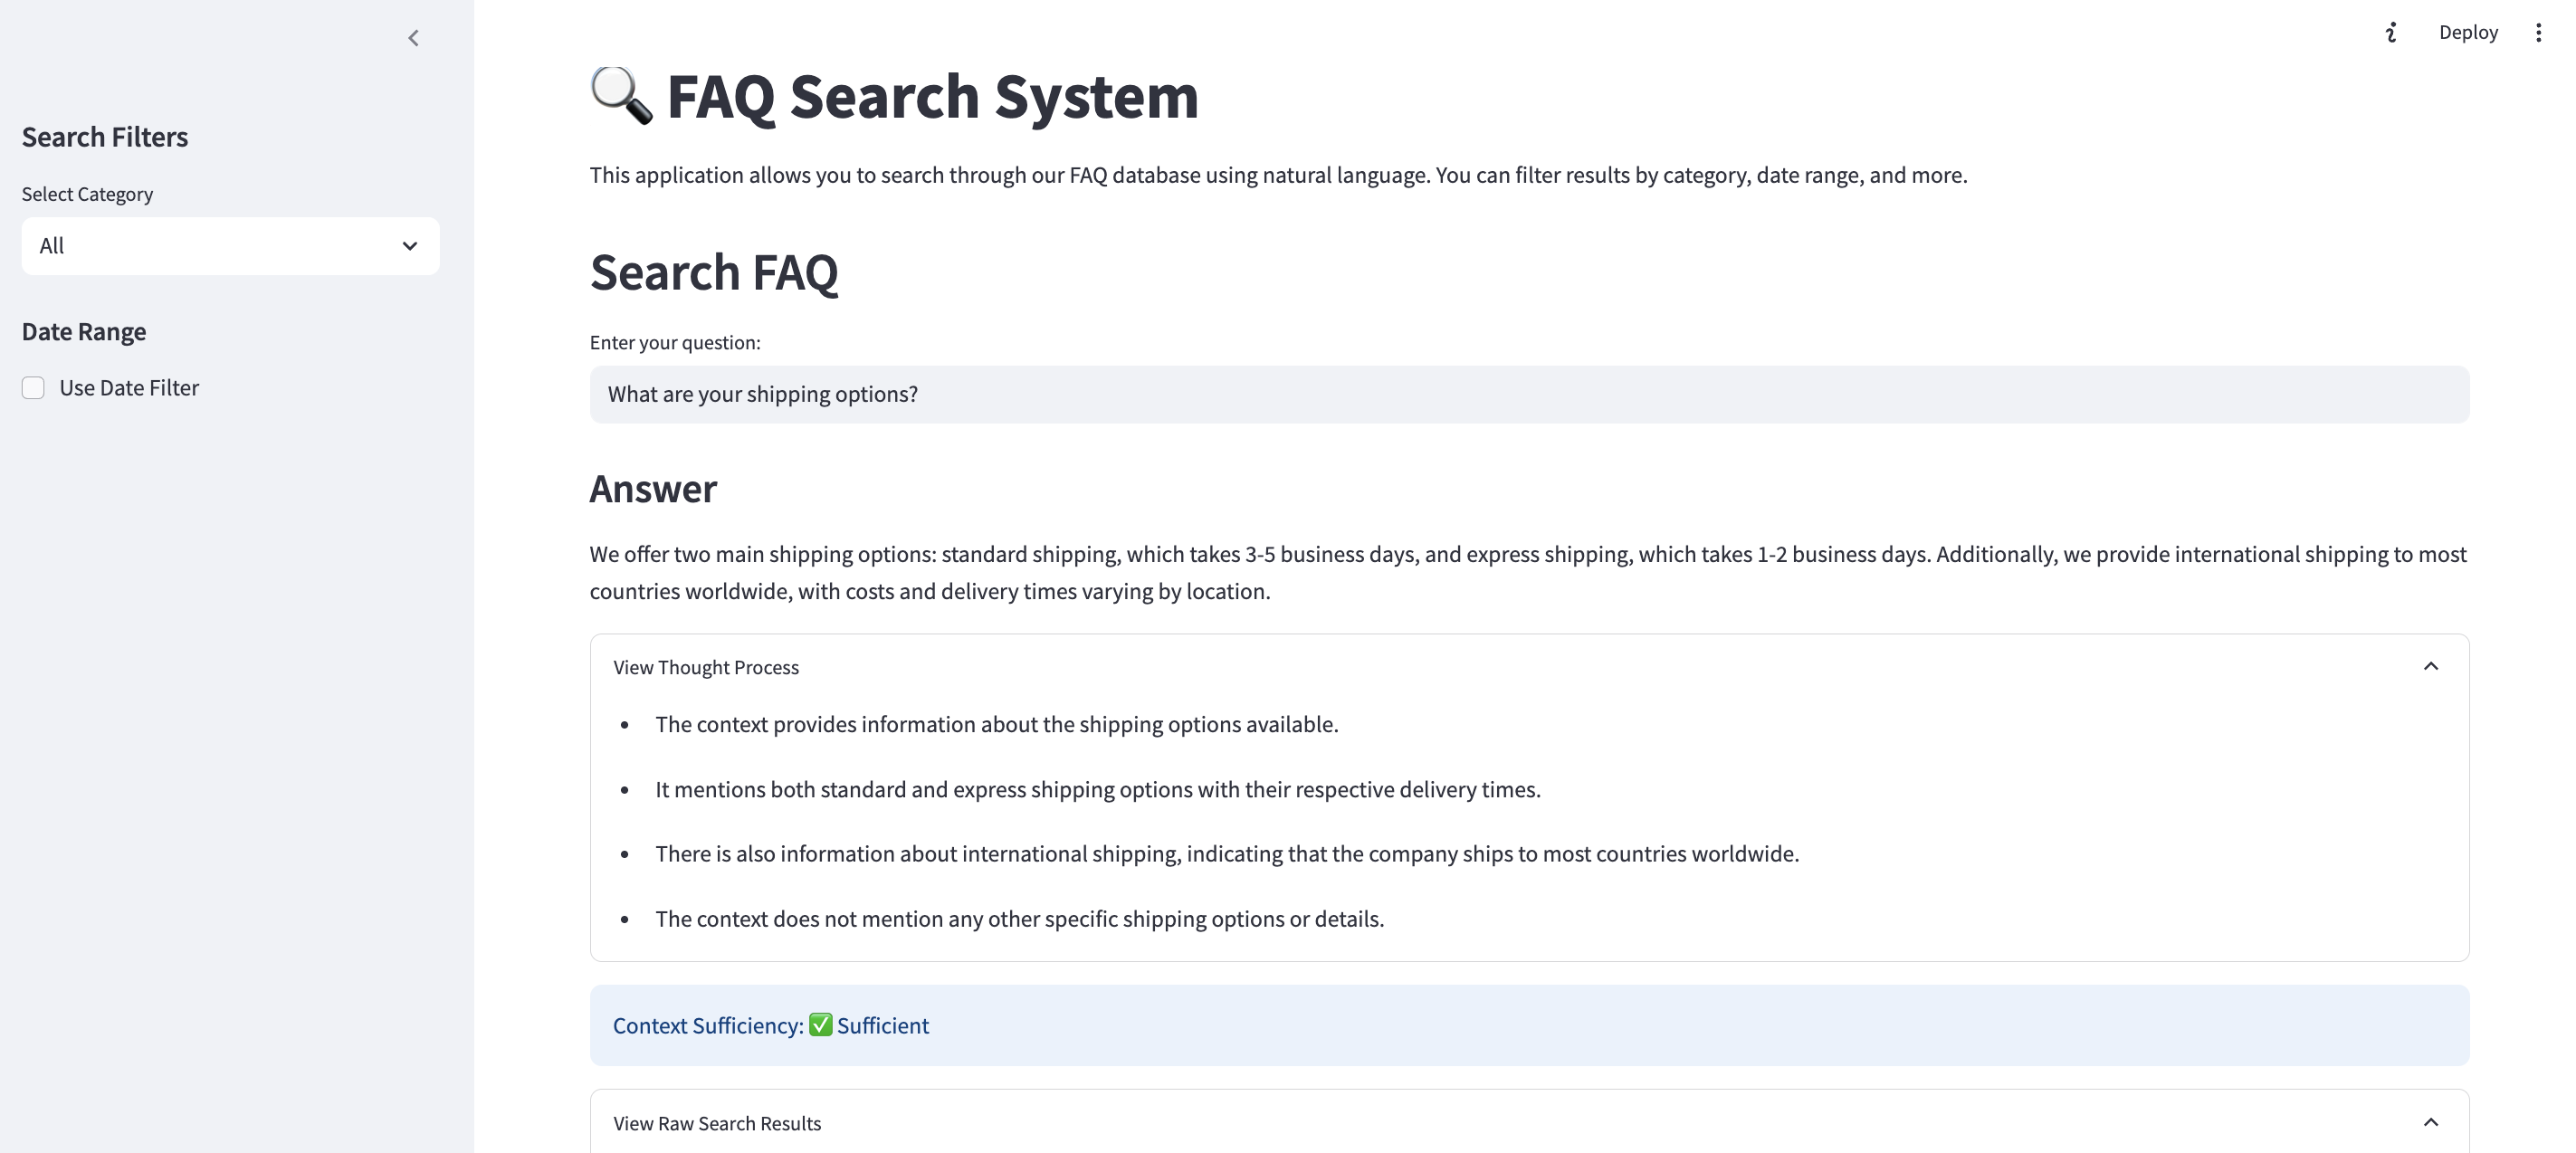 Deploy
Search Filters
Select Category
All
Date Range
Use Date Filter
FAQ Search System
This application allows you to search through our FAQ database using natural language. You can filter results by category, date range, and more.
Search FAQ
Enter your question:
What are your shipping options?
Answer
We offer two main shipping options: standard shipping, which takes 3-5 business days, and express shipping, which takes 1-2 business days. Additionally, we provide international shipping to most
countries worldwide, with costs and delivery times varying by location.
View Thought Process
• The context provides information about the shipping options available.
• It mentions both standard and express shipping options with their respective delivery times.
• There is also information about international shipping, indicating that the company ships to most countries worldwide.
• The context does not mention any other specific shipping options or details.
Context Sufficiency: ✅ Sufficient
View Raw Search Results